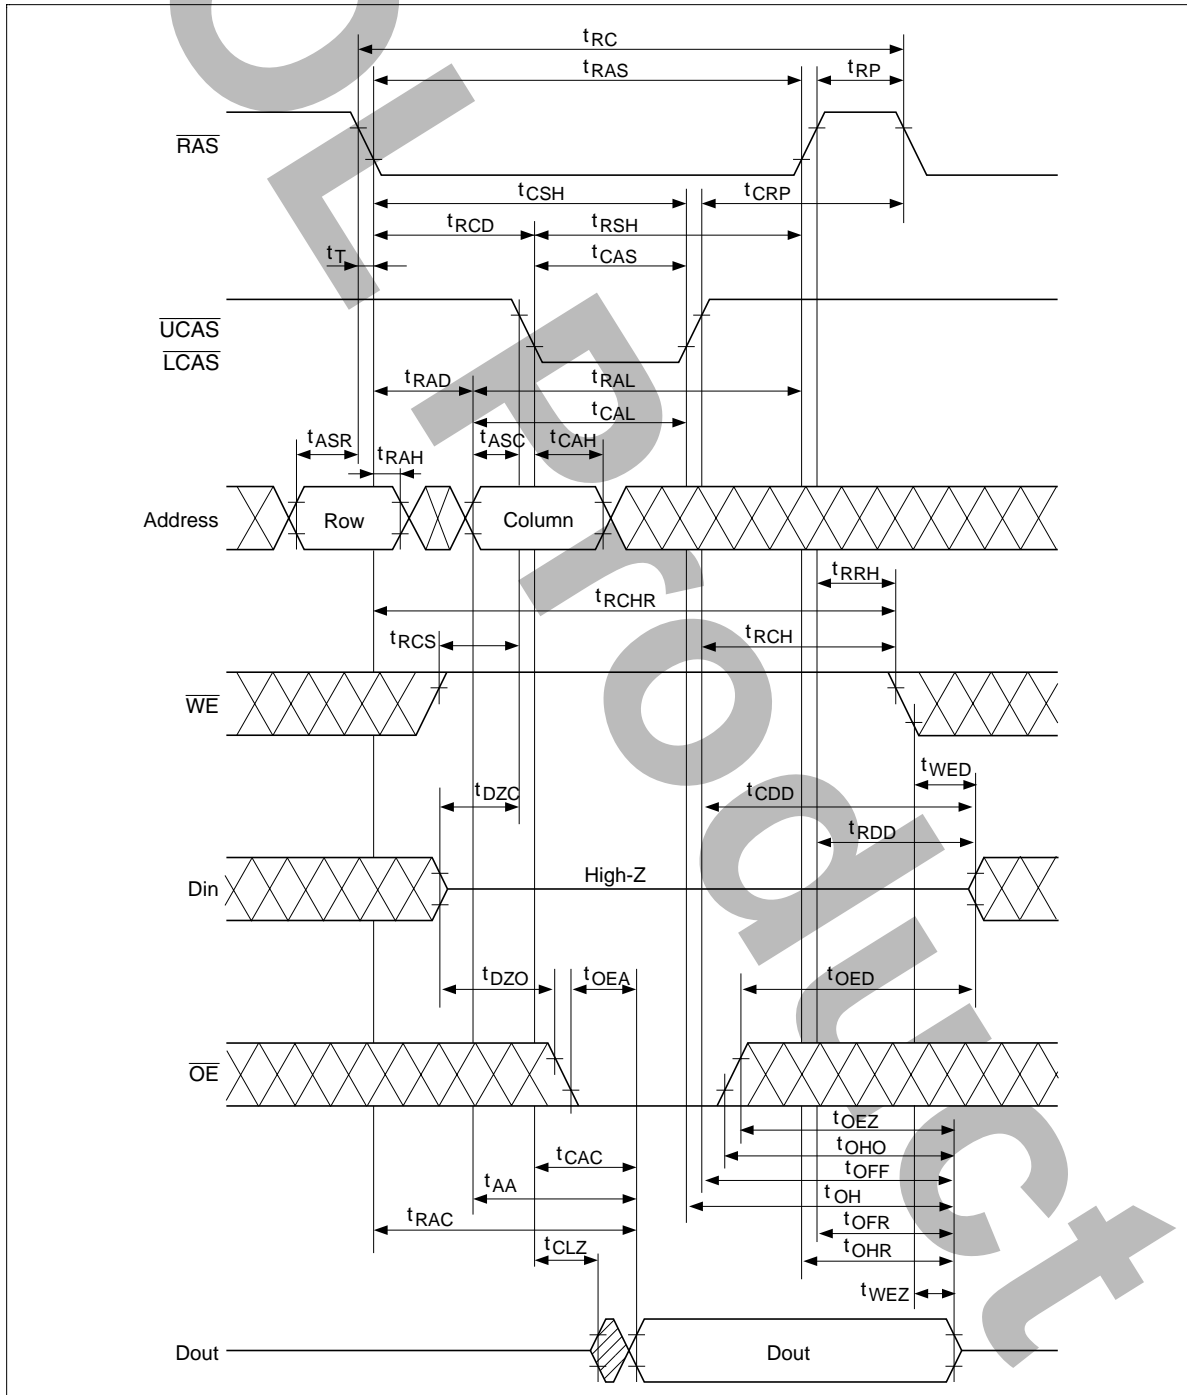 OL Product
tRC
tRAS tRP
RAS
tCSH tCRP
tRCD tRSH
tT tCAS
UCAS
LCAS
tRAD tRAL
tCAL
tASR tASC tCAH
tRAH
Address Row Column
tRRH
tRCHR
tRCS tRCH
WE
tWED
tDZC tCDD
tRDD
Din High-Z
tDZO tOEA tOED
OE
tOEZ
tOHO
tCAC tOFF
tAA tOH
tRAC tOFR
tCLZ tOHR
tWEZ
Dout Dout